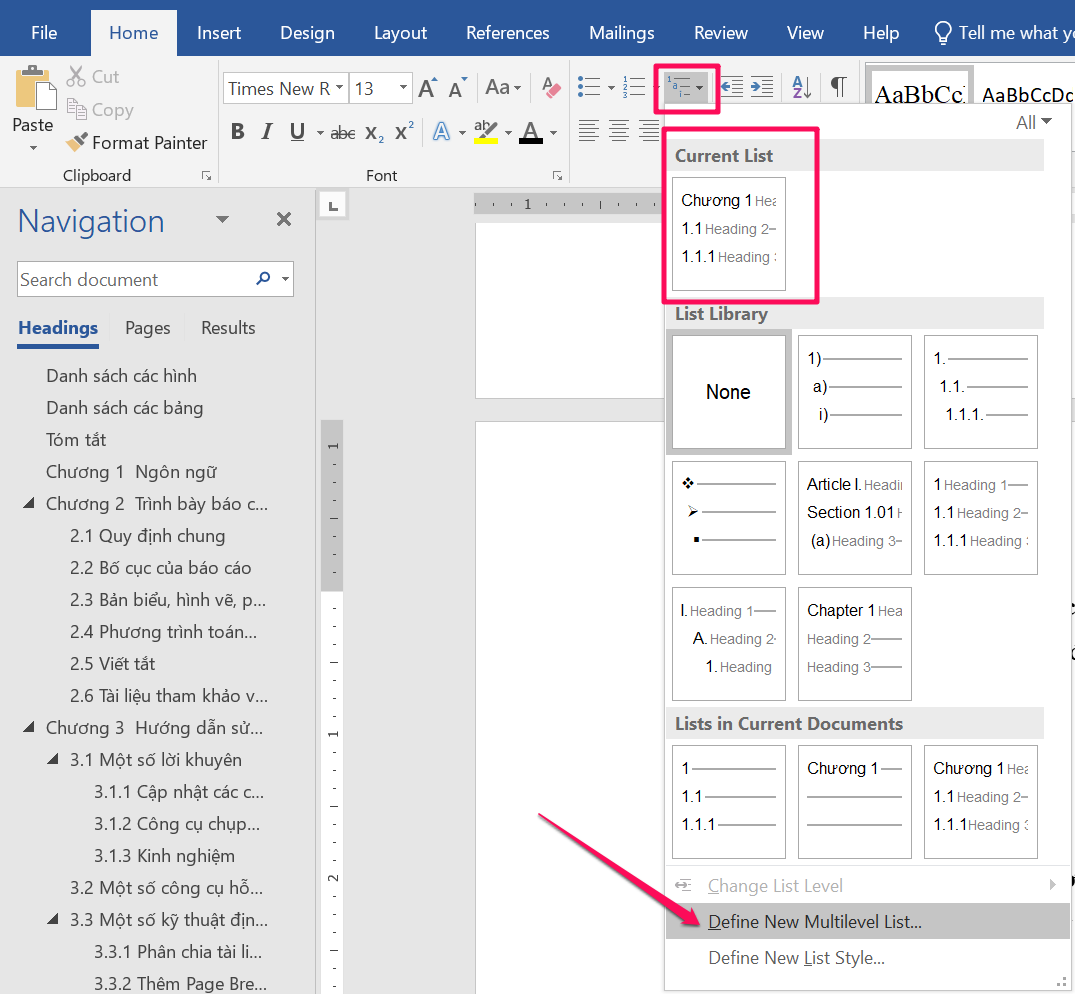 File Home Insert Design Layout References Mailings Review View Help Tell me what yo
Cut
Copy
Format Painter
Paste
Clipboard
Times New R 13 A A Aa A
B I U abc X₂ X² A ab A
Font
AaBbCc AaBbCcDc
All
Navigation
Search document
Headings Pages Results
Danh sách các hình
Danh sách các bảng
Tóm tắt
Chương 1 Ngôn ngữ
Chương 2 Trình bày báo c...
2.1 Quy định chung
2.2 Bố cục của báo cáo
2.3 Bản biểu, hình vẽ, p...
2.4 Phương trình toán...
2.5 Viết tắt
2.6 Tài liệu tham khảo v...
Chương 3 Hướng dẫn sử...
3.1 Một số lời khuyên
3.1.1 Cập nhật các c...
3.1.2 Công cụ chụp...
3.1.3 Kinh nghiệm
3.2 Một số công cụ hỗ...
3.3 Một số kỹ thuật địn...
3.3.1 Phân chia tài li...
3.3.2 Thêm Page Bre...
L
1
1
1
2
Current List
Chương 1 Hea
1.1 Heading 2
1.1.1 Heading 3
List Library
None
1)
a)
i)
1.
1.1.
1.1.1.
Article I. Headi
Section 1.01 H
(a) Heading 3
1 Heading 1
1.1 Heading 2
1.1.1 Heading 3
I. Heading 1
A. Heading 2
1. Heading
Chapter 1 Hea
Heading 2
Heading 3
Lists in Current Documents
1
1.1
1.1.1
Chương 1
Chương 1 Hea
1.1 Heading 2
1.1.1 Heading 3
Change List Level
Define New Multilevel List...
Define New List Style...